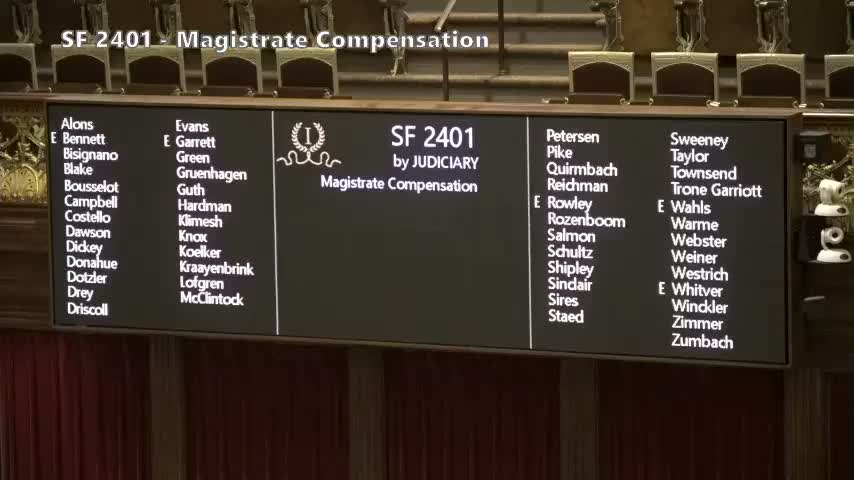 SF 2401 - Magistrate Compensation
Alons
E Bennett
Bisignano
Blake
Bousselot
Campbell
Costello
Dawson
Dickey
Donahue
Dotzler
Drey
Driscoll
Evans
E Garrett
Green
Gruenhagen
Guth
Hardman
Klimesh
Knox
Koelker
Kraayenbrink
Lofgren
McClintock
I
SF 2401
by JUDICIARY
Magistrate Compensation
Petersen
Pike
Quirmbach
Reichman
E Rowley
Rozenboom
Salmon
Schultz
Shipley
Sinclair
Sires
Staed
Sweeney
Taylor
Townsend
Trone Garriott
E Wahls
Warme
Webster
Weiner
Westrich
E Whitver
Winckler
Zimmer
Zumbach